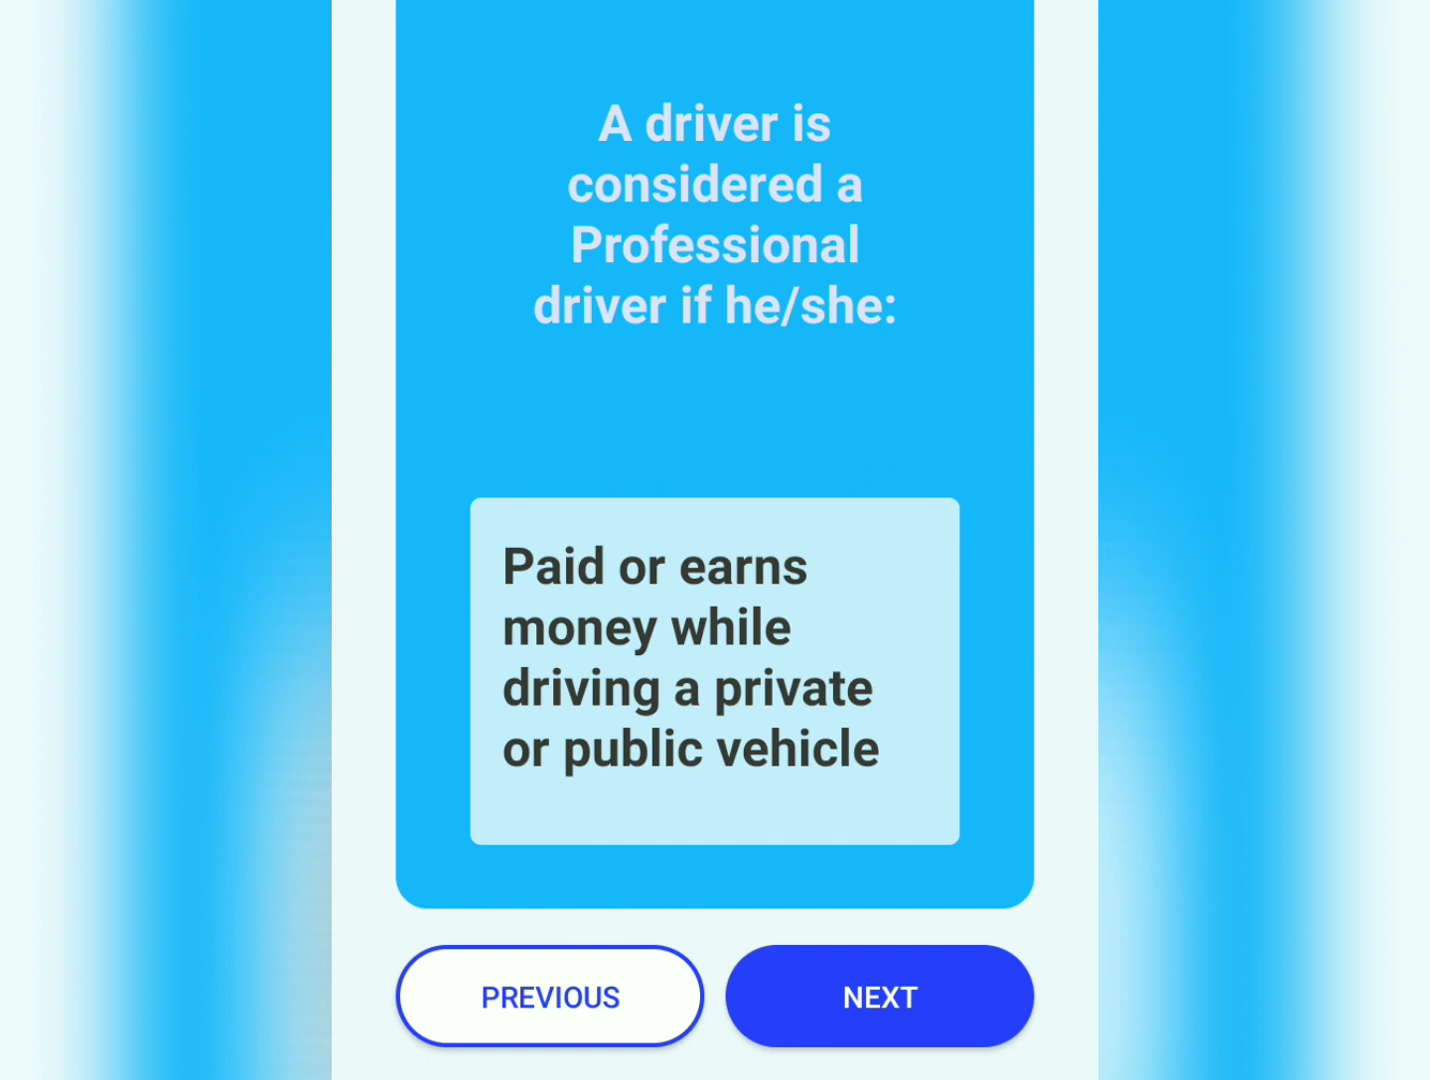 A driver is
considered a
Professional
driver if he/she:
Paid or earns
money while
driving a private
or public vehicle
PREVIOUS
NEXT